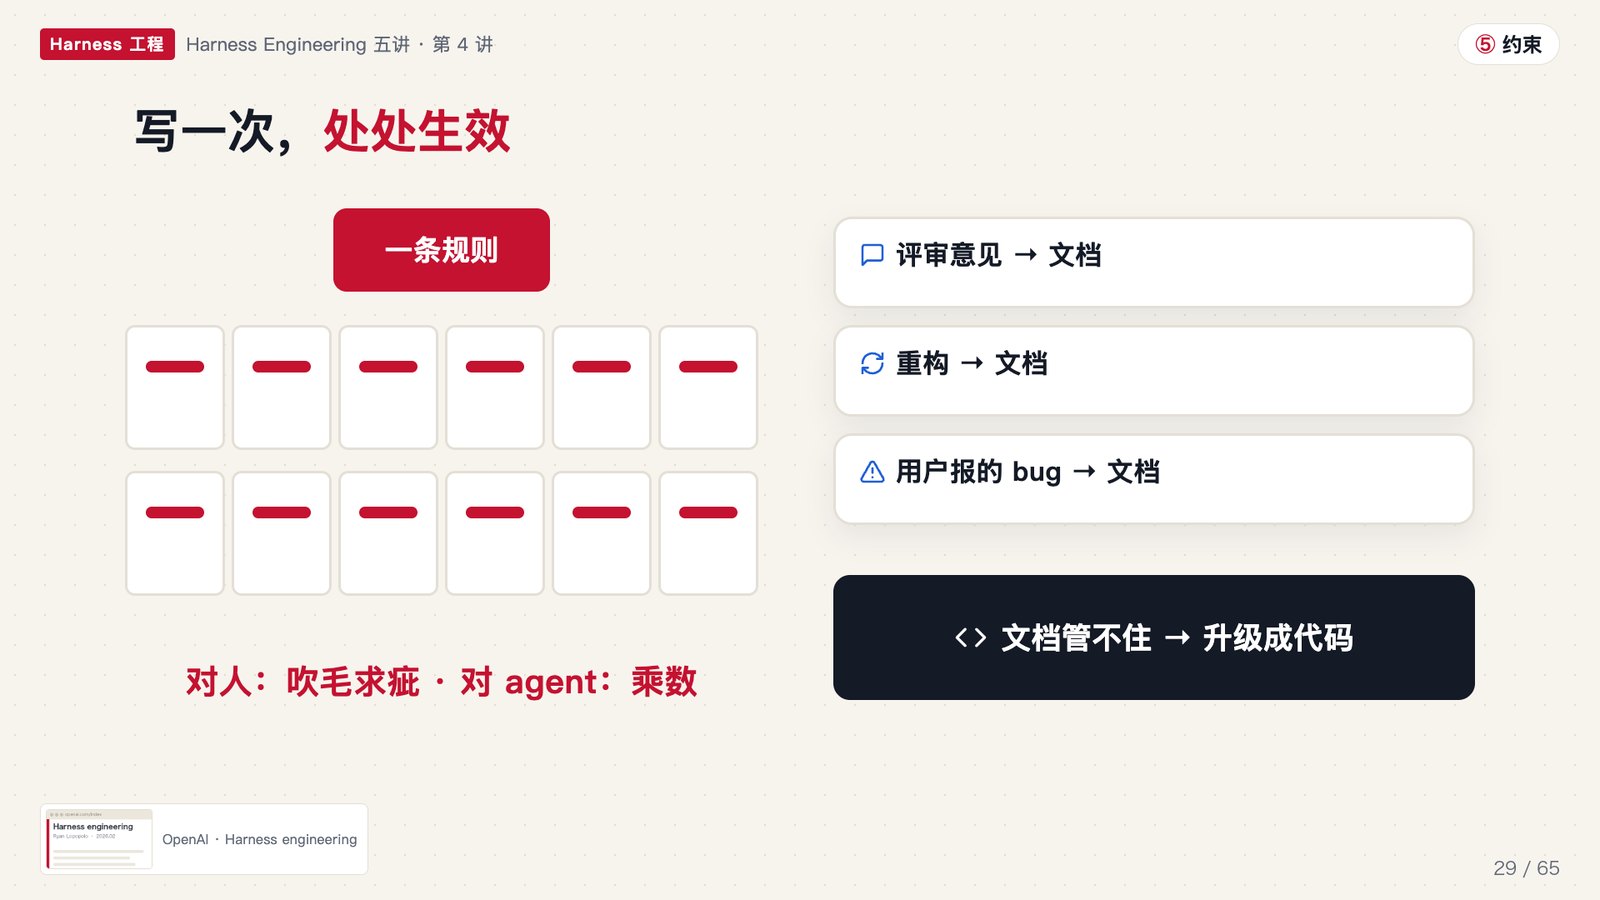 Harness 工程
Harness Engineering 五讲 · 第 4 讲
⑤ 约束
写一次，处处生效
一条规则
对人：吹毛求疵 · 对 agent：乘数
评审意见 → 文档
重构 → 文档
用户报的 bug → 文档
<> 文档管不住 → 升级成代码
Harness engineering
OpenAI · Harness engineering
29 / 65